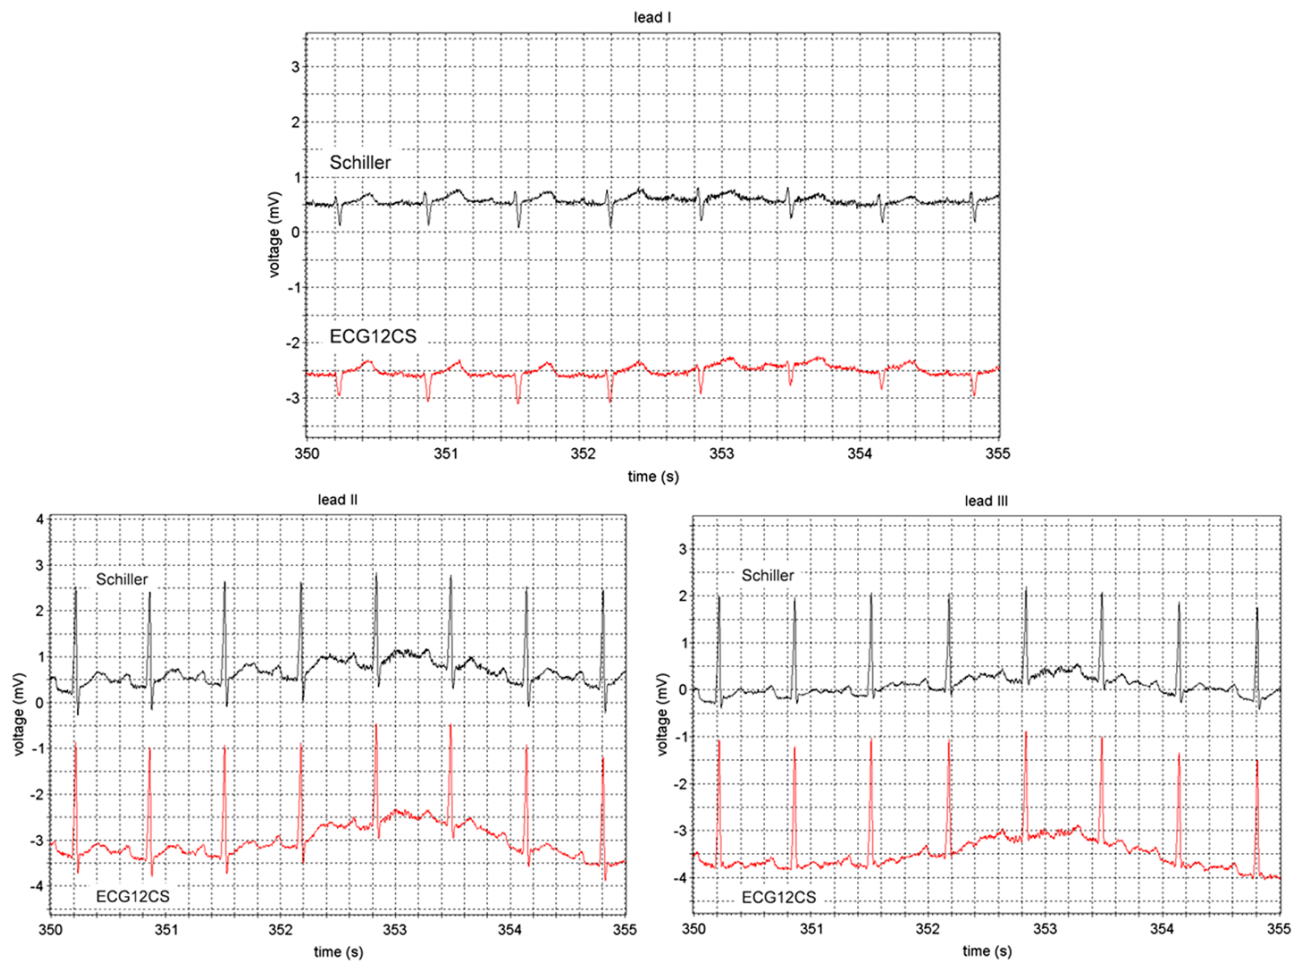 lead I
voltage (mV)
3
2
1
0
-1
-2
-3
Schiller
ECG12CS
350 351 352 353 354 355
time (s)
lead II
voltage (mV)
4
3
2
1
0
-1
-2
-3
-4
Schiller
ECG12CS
350 351 352 353 354 355
time (s)
lead III
voltage (mV)
3
2
1
0
-1
-2
-3
-4
Schiller
ECG12CS
350 351 352 353 354 355
time (s)